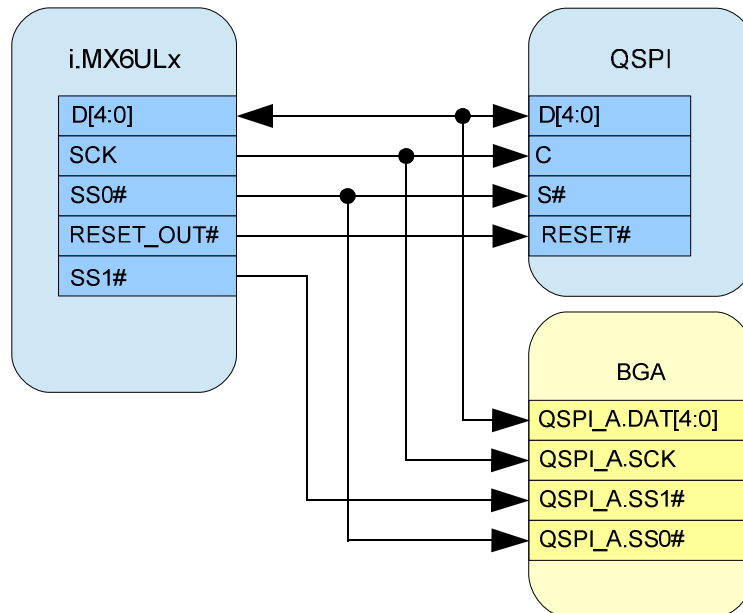 i.MX6ULx
D[4:0]
SCK
SS0#
RESET_OUT#
SS1#
QSPI
D[4:0]
C
S#
RESET#
BGA
QSPI_A.DAT[4:0]
QSPI_A.SCK
QSPI_A.SS1#
QSPI_A.SS0#